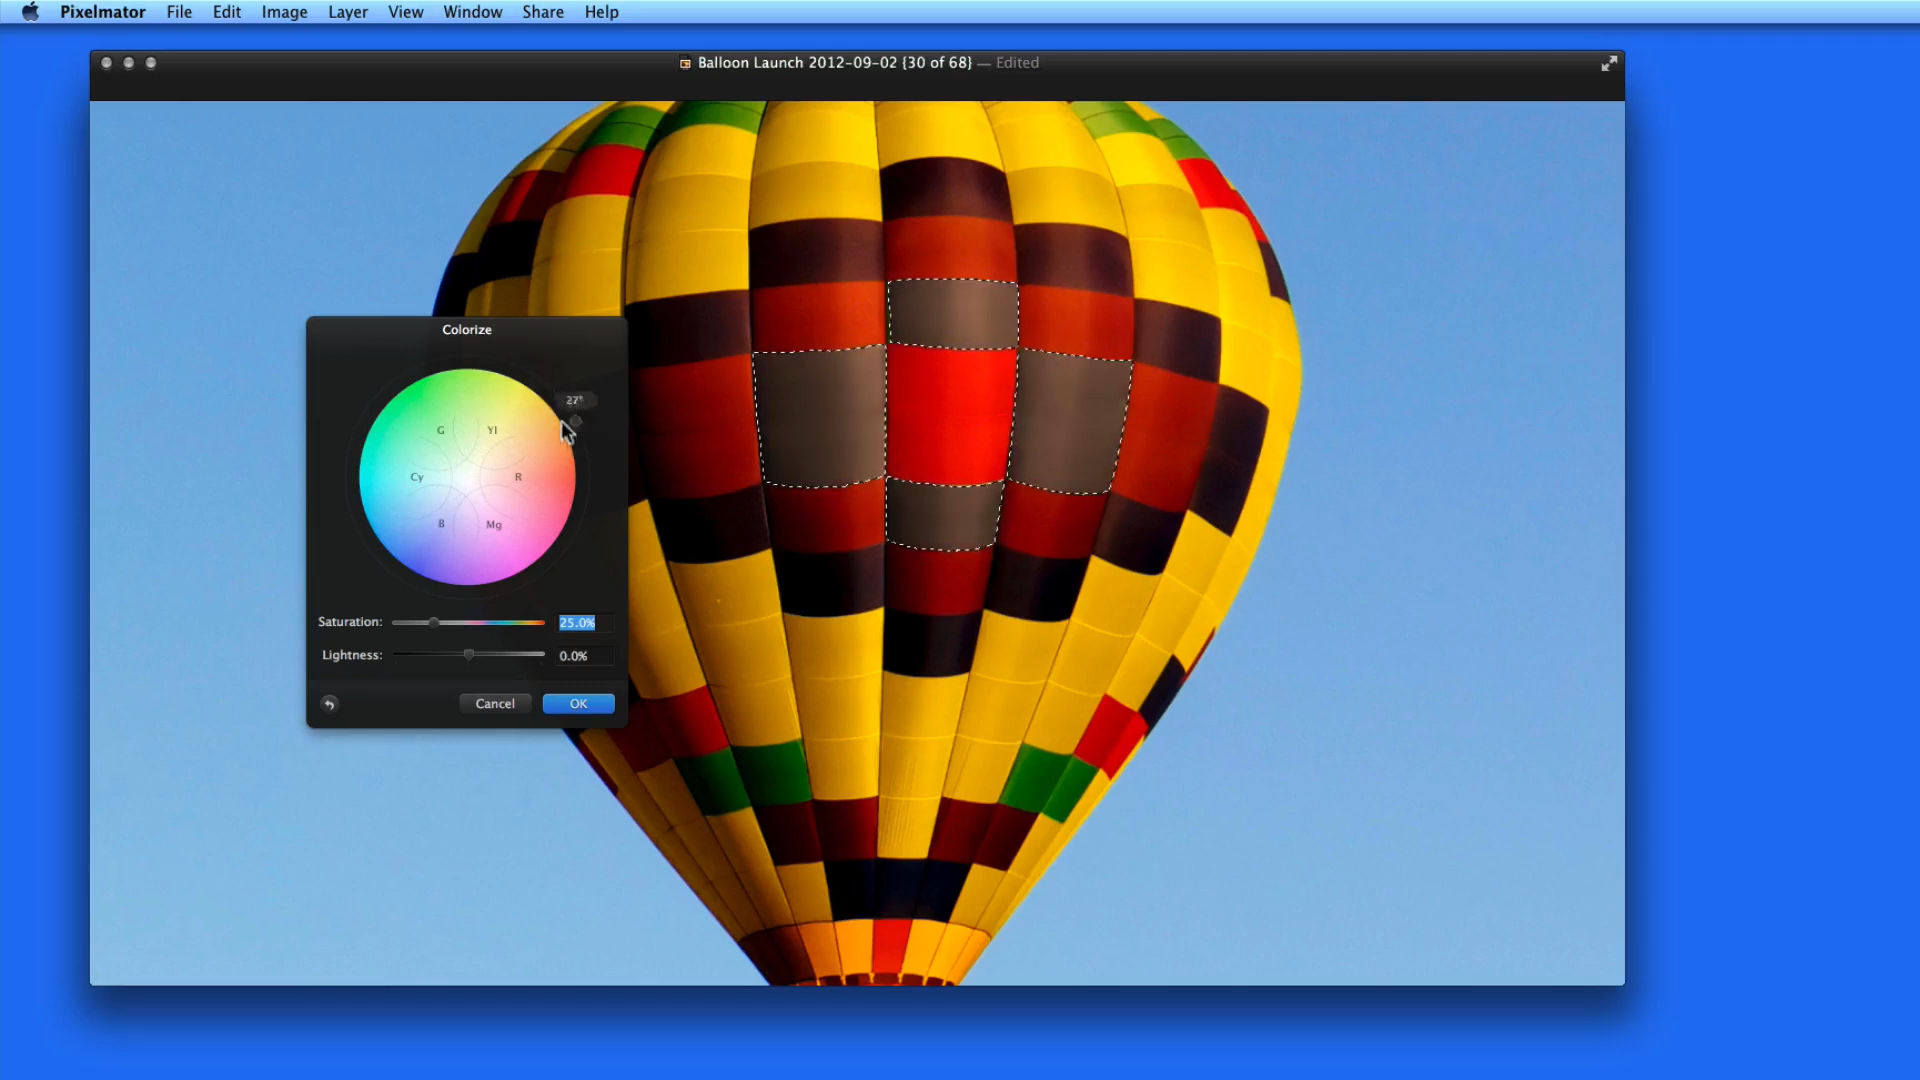 Pixelmator File Edit Image Layer View Window Share Help
Balloon Launch 2012-09-02 {30 of 68} — Edited
Colorize
27°
G Yl
Cy R
B Mg
Saturation: 25.0%
Lightness: 0.0%
Cancel OK